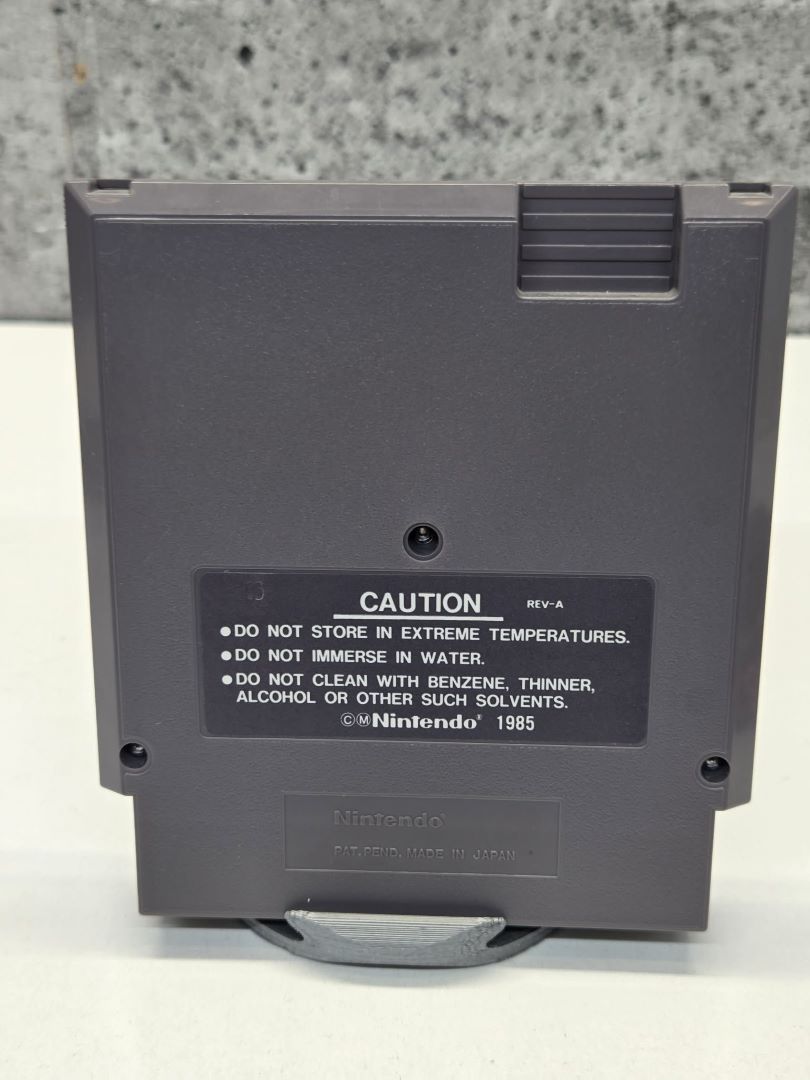 CAUTION REV-A
●DO NOT STORE IN EXTREME TEMPERATURES.
●DO NOT IMMERSE IN WATER.
●DO NOT CLEAN WITH BENZENE, THINNER,
ALCOHOL OR OTHER SUCH SOLVENTS.
ⒸⓂNintendo® 1985
Nintendo®
PAT. PEND. MADE IN JAPAN